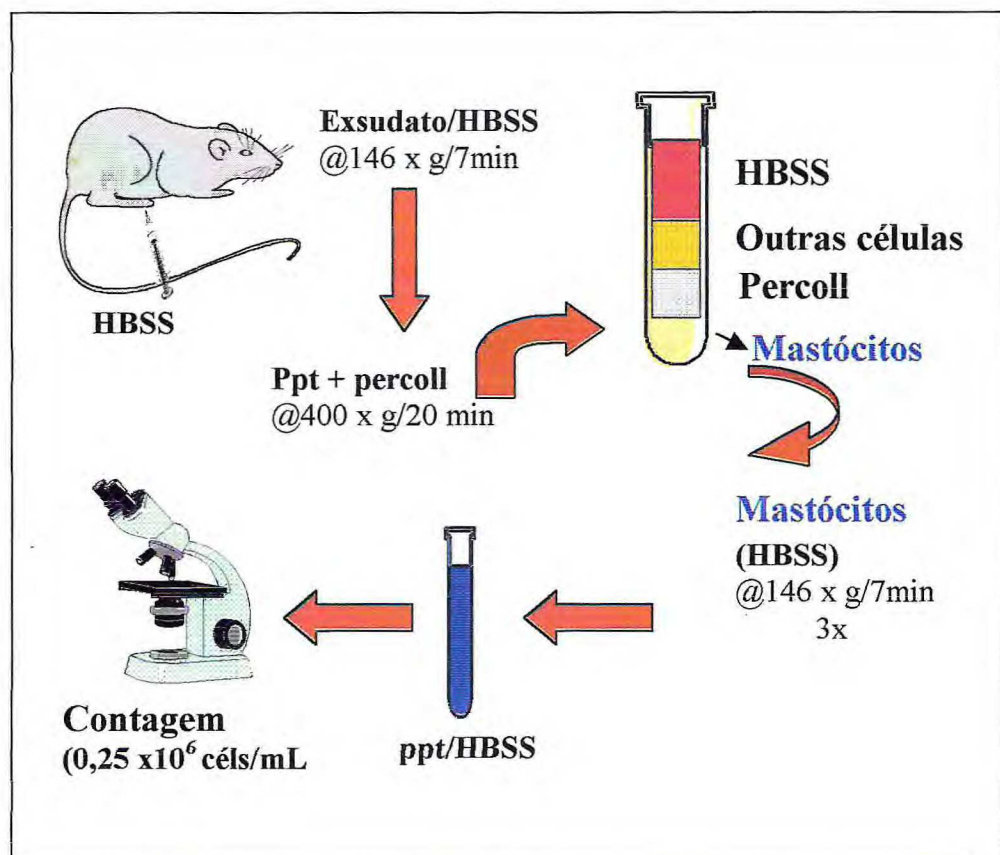 Exsudato/HBSS
@146 x g/7min
HBSS
Ppt + percoll
@400 x g/20 min
HBSS
Outras células
Percoll
Mastócitos
Mastócitos
(HBSS)
@146 x g/7min
3x
ppt/HBSS
Contagem
(0,25 x10⁶ céls/mL